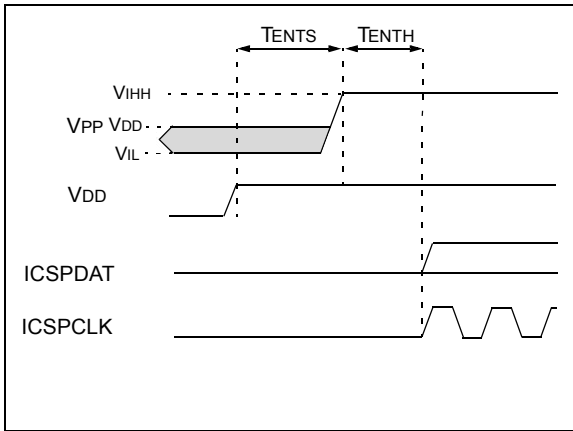 TENTS TENTH
VIHH
VPP VDD
VIL
VDD
ICSPDAT
ICSPCLK